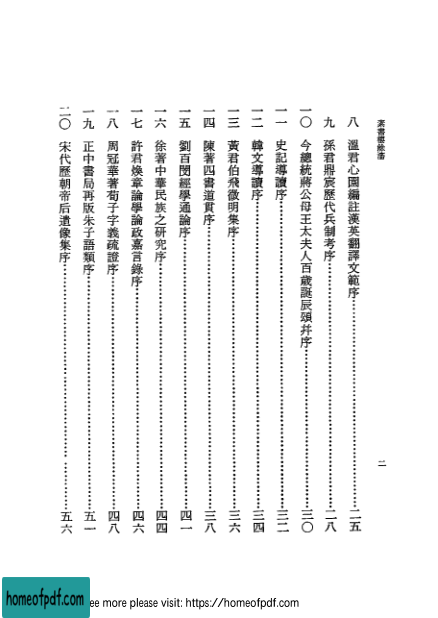 素書樓餘瀋
八 溫君心園編註漢英翻譯文範序……二五
九 孫君鼎宸歷代兵制考序……二八
一〇 今總統蔣公母王太夫人百歲誕辰頌幷序……三〇
一一 史記導讀序……三二
一二 韓文導讀序……三四
一三 黃君伯飛微明集序……三六
一四 陳著四書道貫序……三八
一五 劉百閔經學通論序……四一
一六 徐著中華民族之研究序……四四
一七 許君煥章論學論政嘉言錄序……四六
一八 周冠華著荀子字義疏證序……四八
一九 正中書局再版朱子語類序……五一
二〇 宋代歷朝帝后遺像集序……五六
二
homeofpdf.com
ee more please visit: https://homeofpdf.com